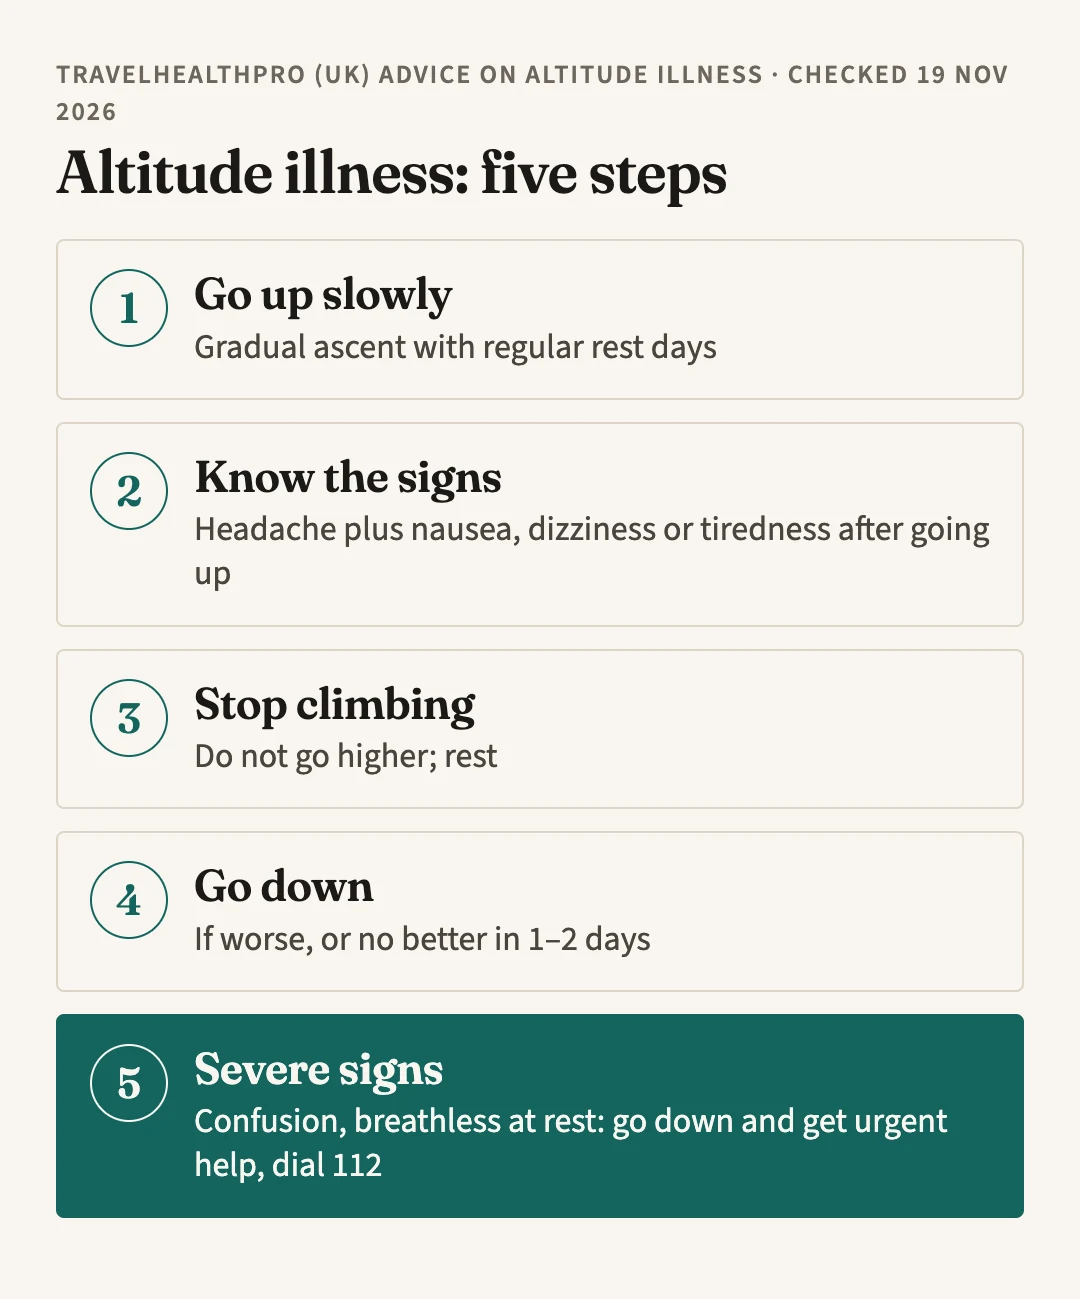 TRAVELHEALTHPRO (UK) ADVICE ON ALTITUDE ILLNESS · CHECKED 19 NOV
2026
Altitude illness: five steps
1
Go up slowly
Gradual ascent with regular rest days
2
Know the signs
Headache plus nausea, dizziness or tiredness after going
up
3
Stop climbing
Do not go higher; rest
4
Go down
If worse, or no better in 1–2 days
5
Severe signs
Confusion, breathless at rest: go down and get urgent
help, dial 112